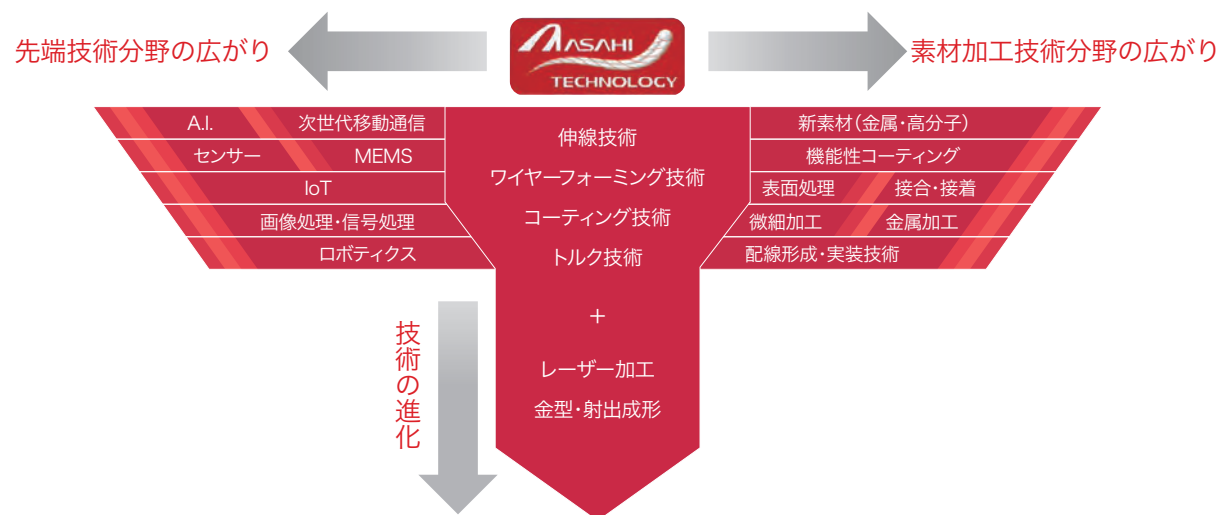 先端技術分野の広がり
ASAHI
TECHNOLOGY
素材加工技術分野の広がり
A.I. 次世代移動通信
センサー MEMS
IoT
画像処理・信号処理
ロボティクス
伸線技術
ワイヤーフォーミング技術
コーティング技術
トルク技術
+
レーザー加工
金型・射出成形
新素材(金属・高分子)
機能性コーティング
表面処理 接合・接着
微細加工 金属加工
配線形成・実装技術
技術の進化